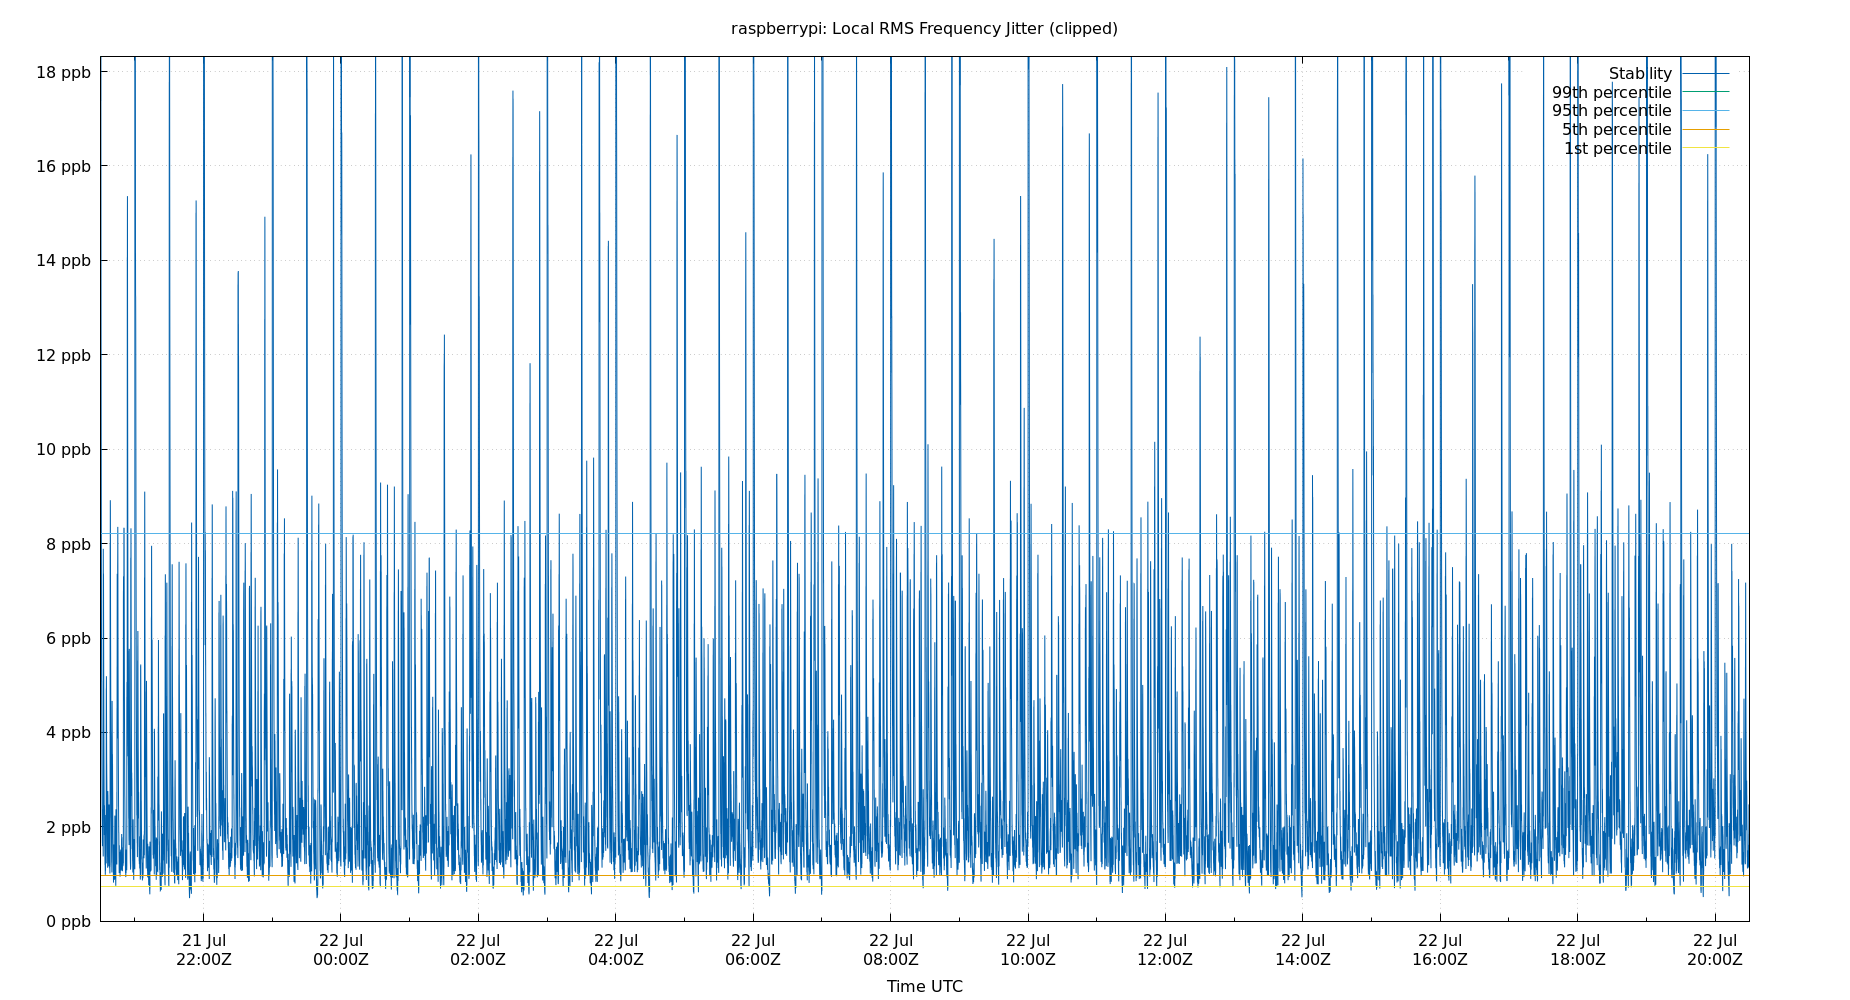 raspberrypi: Local RMS Frequency Jitter (clipped)
18 ppb
16 ppb
14 ppb
12 ppb
10 ppb
8 ppb
6 ppb
4 ppb
2 ppb
0 ppb
Stability
99th percentile
95th percentile
5th percentile
1st percentile
21 Jul 22 Jul 22 Jul 22 Jul 22 Jul 22 Jul 22 Jul 22 Jul 22 Jul 22 Jul 22 Jul 22 Jul
22:00Z 00:00Z 02:00Z 04:00Z 06:00Z 08:00Z 10:00Z 12:00Z 14:00Z 16:00Z 18:00Z 20:00Z
Time UTC